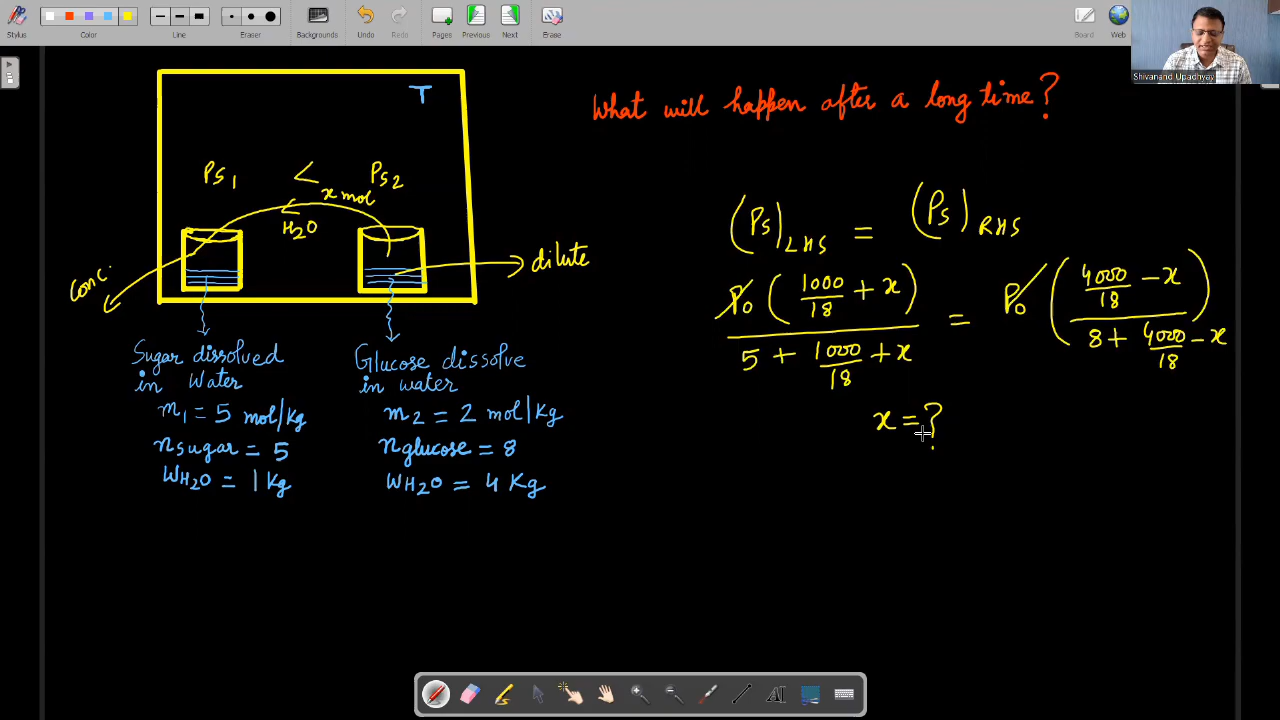 Stylus
Color
Line
Eraser
Backgrounds
Undo
Redo
Pages
Previous
Next
Erase
Board
Web
Shivanand Upadhyay
T
What will happen after a long time?
Ps1 < Ps2
x mol
H2O
conc.
dilute
Sugar dissolved
in Water
m1 = 5 mol/kg
nsugar = 5
WH2O = 1 Kg
Glucose dissolve
in water
m2 = 2 mol/Kg
nglucose = 8
WH2O = 4 Kg
(Ps)LHS = (Ps)RHS
P0 (1000/18 + x) / 5 + 1000/18 + x = P0 (4000/18 - x) / 8 + 4000/18 - x
x = ?